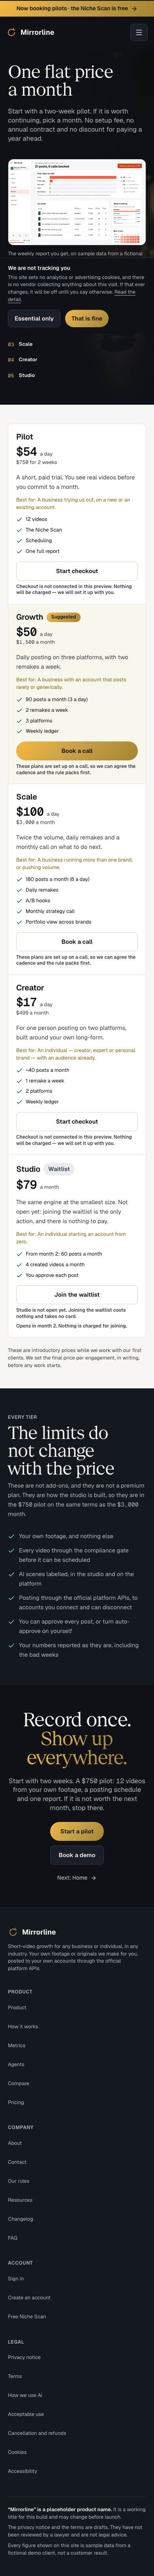 Now booking pilots - the Niche Scan is free →
Mirrorline
One flat price
a month
Start with a two-week pilot. If it is worth
continuing, pick a month. No setup fee, no
annual contract and no discount for paying a
year ahead.
The weekly report you get, on sample data from a fictional
We are not tracking you
This site sets no analytics or advertising cookies, and there
is no vendor collecting anything about this visit. If that ever
changes, it will be off until you say otherwise. Read the
detail.
Essential only
That is fine
03 Scale
04 Creator
05 Studio
Pilot
$54 a day
$750 for 2 weeks
A short, paid trial. You see real videos before
you commit to a month.
Best for: A business trying us out, on a new or an
existing account.
12 videos
The Niche Scan
Scheduling
One full report
Start checkout
Checkout is not connected in this preview. Nothing
will be charged — we will set it up with you.
Growth Suggested
$50 a day
$1,500 a month
Daily posting on three platforms, with two
remakes a week.
Best for: A business with an account that posts
rarely or generically.
90 posts a month (3 a day)
2 remakes a week
3 platforms
Weekly ledger
Book a call
These plans are set up on a call, so we can agree the
cadence and the rule packs first.
Scale
$100 a day
$3,000 a month
Twice the volume, daily remakes and a
monthly call on what to do next.
Best for: A business running more than one brand,
or pushing volume.
180 posts a month (6 a day)
Daily remakes
A/B hooks
Monthly strategy call
Portfolio view across brands
Book a call
These plans are set up on a call, so we can agree the
cadence and the rule packs first.
Creator
$17 a day
$499 a month
For one person posting on two platforms,
built around your own long-form.
Best for: An individual — creator, expert or personal
brand — with an audience already.
~40 posts a month
1 remake a week
2 platforms
Weekly ledger
Start checkout
Checkout is not connected in this preview. Nothing
will be charged — we will set it up with you.
Studio Waitlist
$79 a month
The same engine at the smallest size. Not
open yet: joining the waitlist is the only
action, and there is nothing to pay.
Best for: An individual starting an account from
zero.
From month 2: 60 posts a month
4 created videos a month
You approve each post
Join the waitlist
Studio is not open yet. Joining the waitlist costs
nothing and takes no card.
Opens in month 2. Nothing is charged for joining.
These are introductory prices while we work with our first
clients. We set the final price per engagement, in writing,
before any work starts.
EVERY TIER
The limits do
not change
with the price
These are not add-ons, and they are not a premium
plan. They are how the studio is built, so they are in
the $750 pilot on the same terms as the $3,000 a
month.
Your own footage, and nothing else
Every video through the compliance gate
before it can be scheduled
AI scenes labelled, in the studio and on the
platform
Posting through the official platform APIs, to
accounts you connect and can disconnect
You can approve every post, or turn auto-
approve on yourself
Your numbers reported as they are, including
the bad weeks
Record once.
Show up
everywhere.
Start with two weeks. A $750 pilot: 12 videos
from your own footage, a posting schedule
and one report. If it is not worth the next
month, stop there.
Start a pilot
Book a demo
Next: Home →
Mirrorline
Short-video growth for any business or individual, in any
industry. Your own footage or originals we make for you,
posted to your own accounts through the official
platform APIs.
PRODUCT
Product
How it works
Metrics
Agents
Compare
Pricing
COMPANY
About
Contact
Our rules
Resources
Changelog
FAQ
ACCOUNT
Sign in
Create an account
Free Niche Scan
LEGAL
Privacy notice
Terms
How we use AI
Acceptable use
Cancellation and refunds
Cookies
Accessibility
"Mirrorline" is a placeholder product name. It is a working
title for this build and may change before launch.
The privacy notice and the terms are drafts. They have not
been reviewed by a lawyer and are not legal advice.
Every figure shown on this site is sample data from a
fictional demo client, not a customer result.